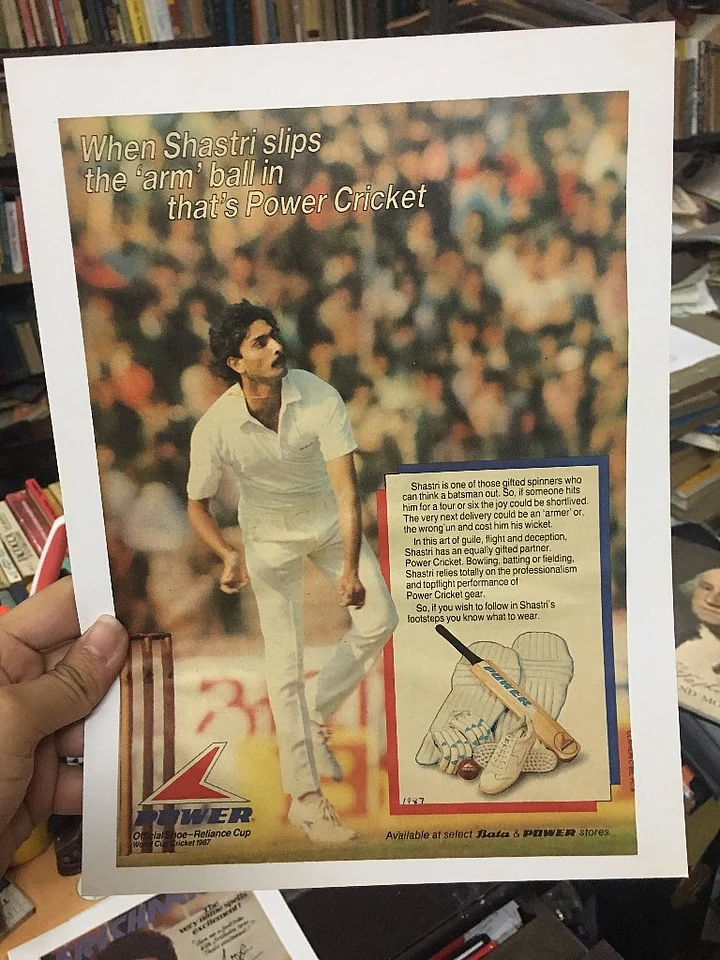 When Shastri slips
the 'arm' ball in
that's Power Cricket
Shastri is one of those gifted spinners who
can think a batsman out. So, if someone hits
him for a four or six the joy could be shortlived.
The very next delivery could be an 'armer' or,
the wrong'un and cost him his wicket.
In this art of guile, flight and deception,
Shastri has an equally gifted partner.
Power Cricket. Bowling, batting or fielding,
Shastri relies totally on the professionalism
and topflight performance of
Power Cricket gear.
So, if you wish to follow in Shastri's
footsteps you know what to wear.
POWER
1987
POWER
Official Shoe–Reliance Cup
World Cup Cricket 1987
Available at select Bata & POWER stores
The
very name spells
excitement!